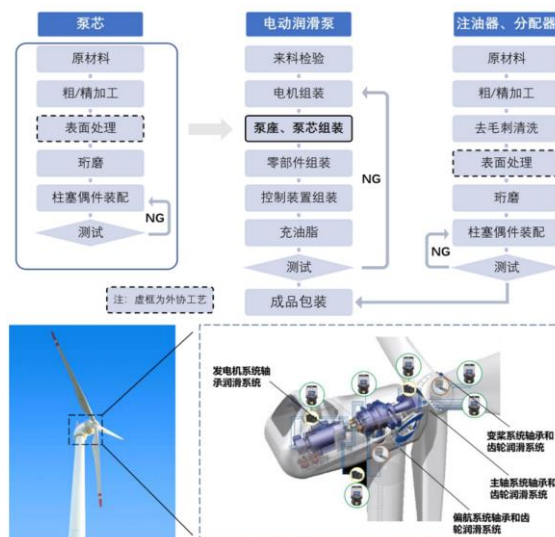 泵芯
原材料
粗/精加工
表面处理
珩磨
柱塞偶件装配
NG
测试
电动润滑泵
来料检验
电机组装
泵座、泵芯组装
零部件组装
控制装置组装
充油脂
NG
测试
成品包装
注油器、分配器
原材料
粗/精加工
去毛刺清洗
表面处理
珩磨
柱塞偶件装配
NG
测试
注：虚框为外协工艺
发电机系统轴
承润滑系统
变桨系统轴承和
齿轮润滑系统
主轴系统轴承和
齿轮润滑系统
偏航系统轴承和齿
轮润滑系统